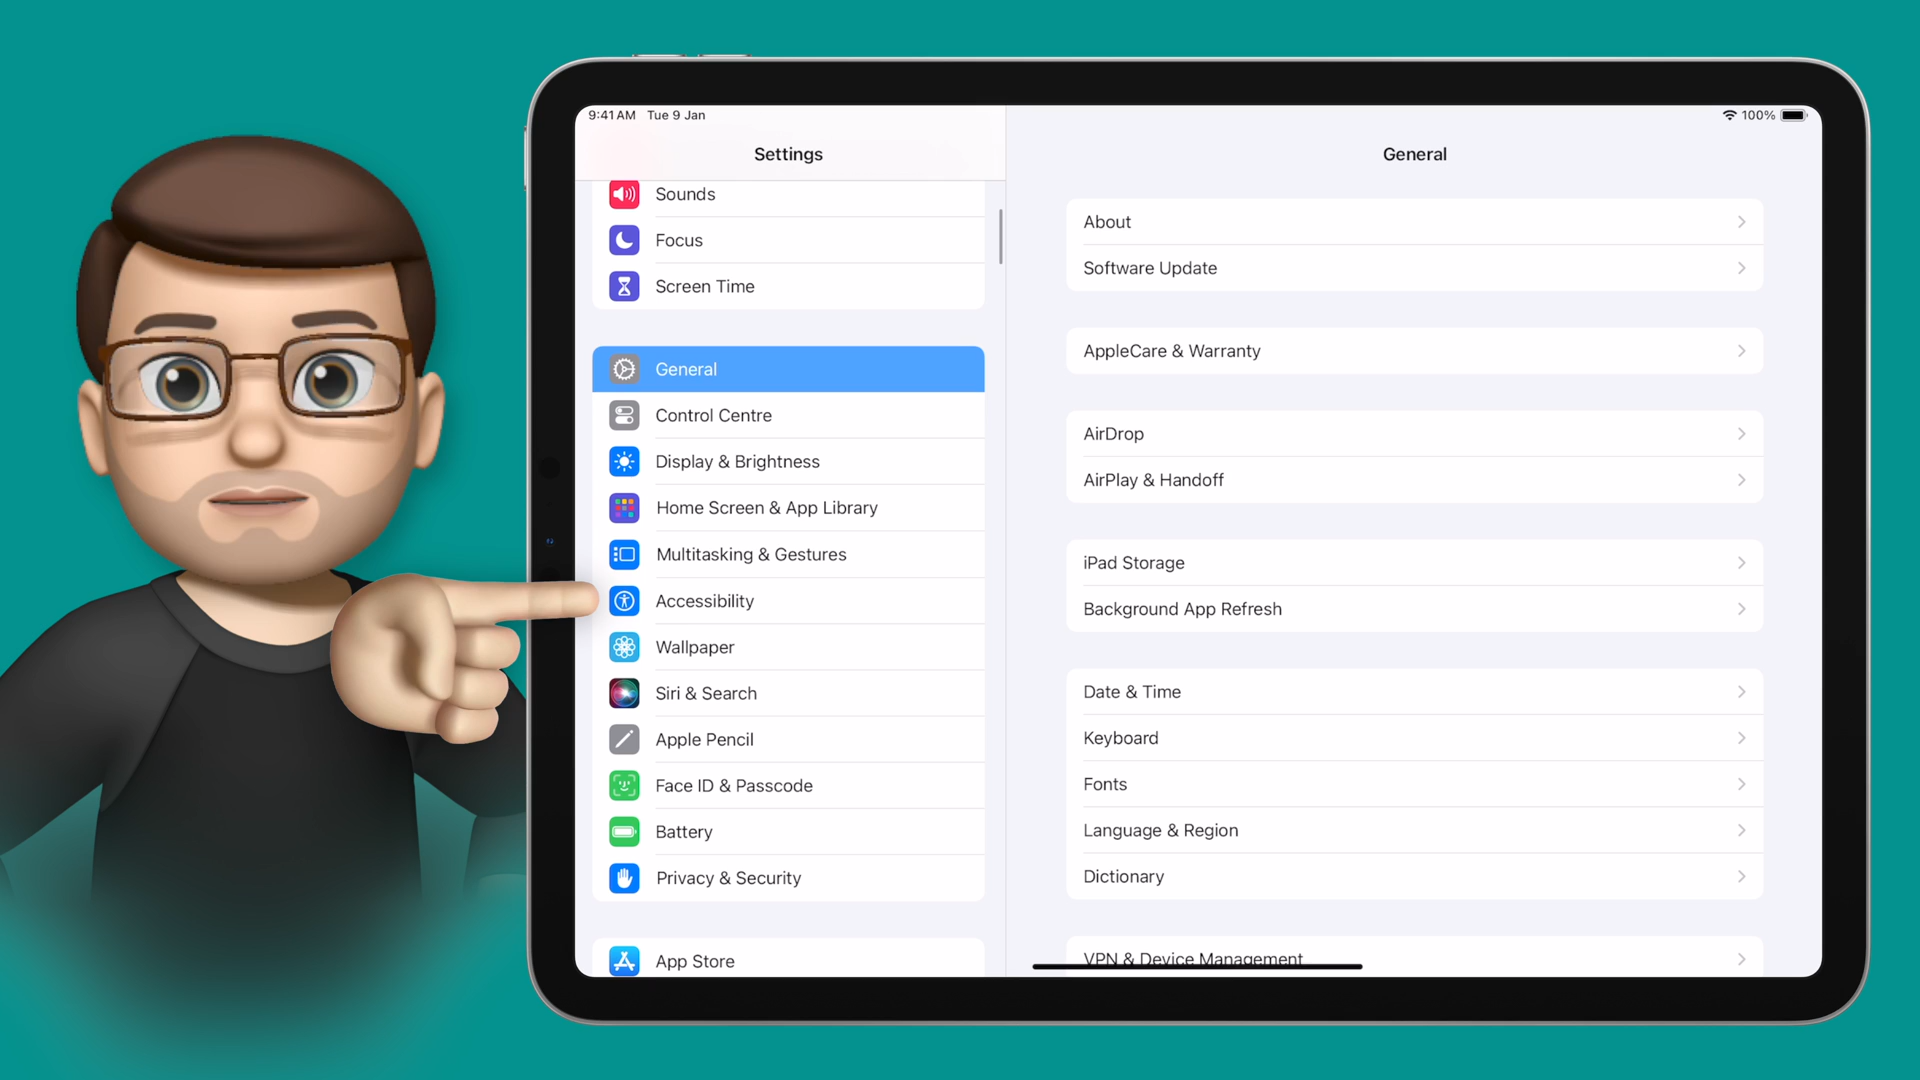 9:41 AM Tue 9 Jan
100%
Settings
Sounds
Focus
Screen Time
General
Control Centre
Display & Brightness
Home Screen & App Library
Multitasking & Gestures
Accessibility
Wallpaper
Siri & Search
Apple Pencil
Face ID & Passcode
Battery
Privacy & Security
App Store
General
About
Software Update
AppleCare & Warranty
AirDrop
AirPlay & Handoff
iPad Storage
Background App Refresh
Date & Time
Keyboard
Fonts
Language & Region
Dictionary
VPN & Device Management